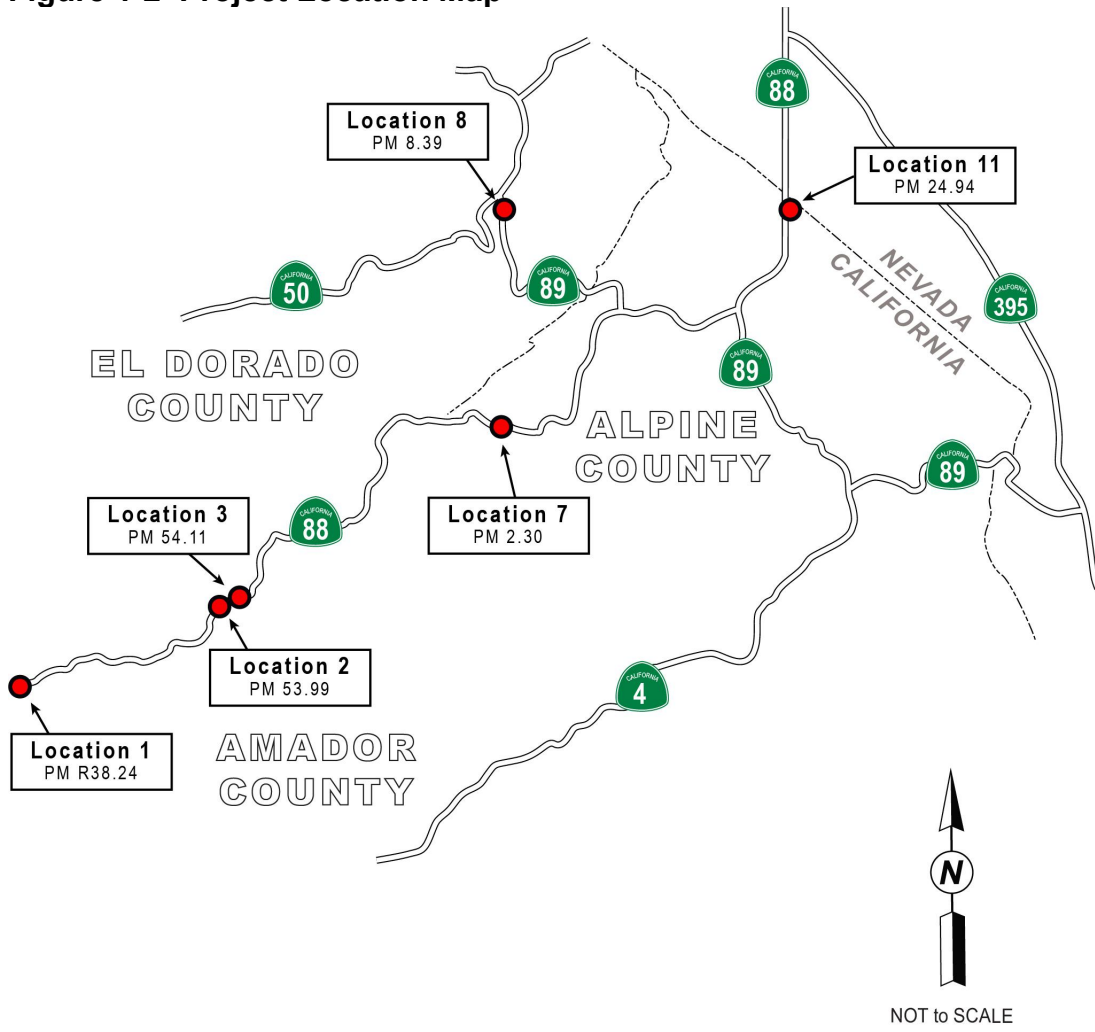 Figure 1-2 Project Location Map
CALIFORNIA
88
Location 8
PM 8.39
Location 11
PM 24.94
CALIFORNIA
50
CALIFORNIA
89
NEVADA
CALIFORNIA
CALIFORNIA
395
EL DORADO
COUNTY
CALIFORNIA
89
ALPINE
COUNTY
CALIFORNIA
89
Location 3
PM 54.11
CALIFORNIA
88
Location 7
PM 2.30
Location 2
PM 53.99
CALIFORNIA
4
Location 1
PM R38.24
AMADOR
COUNTY
N
NOT to SCALE